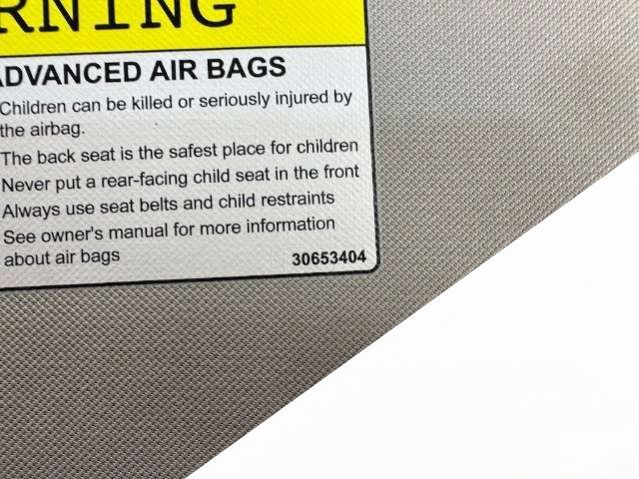 RNING
ADVANCED AIR BAGS
Children can be killed or seriously injured by
the airbag.
The back seat is the safest place for children
Never put a rear-facing child seat in the front
Always use seat belts and child restraints
See owner's manual for more information
about air bags
30653404